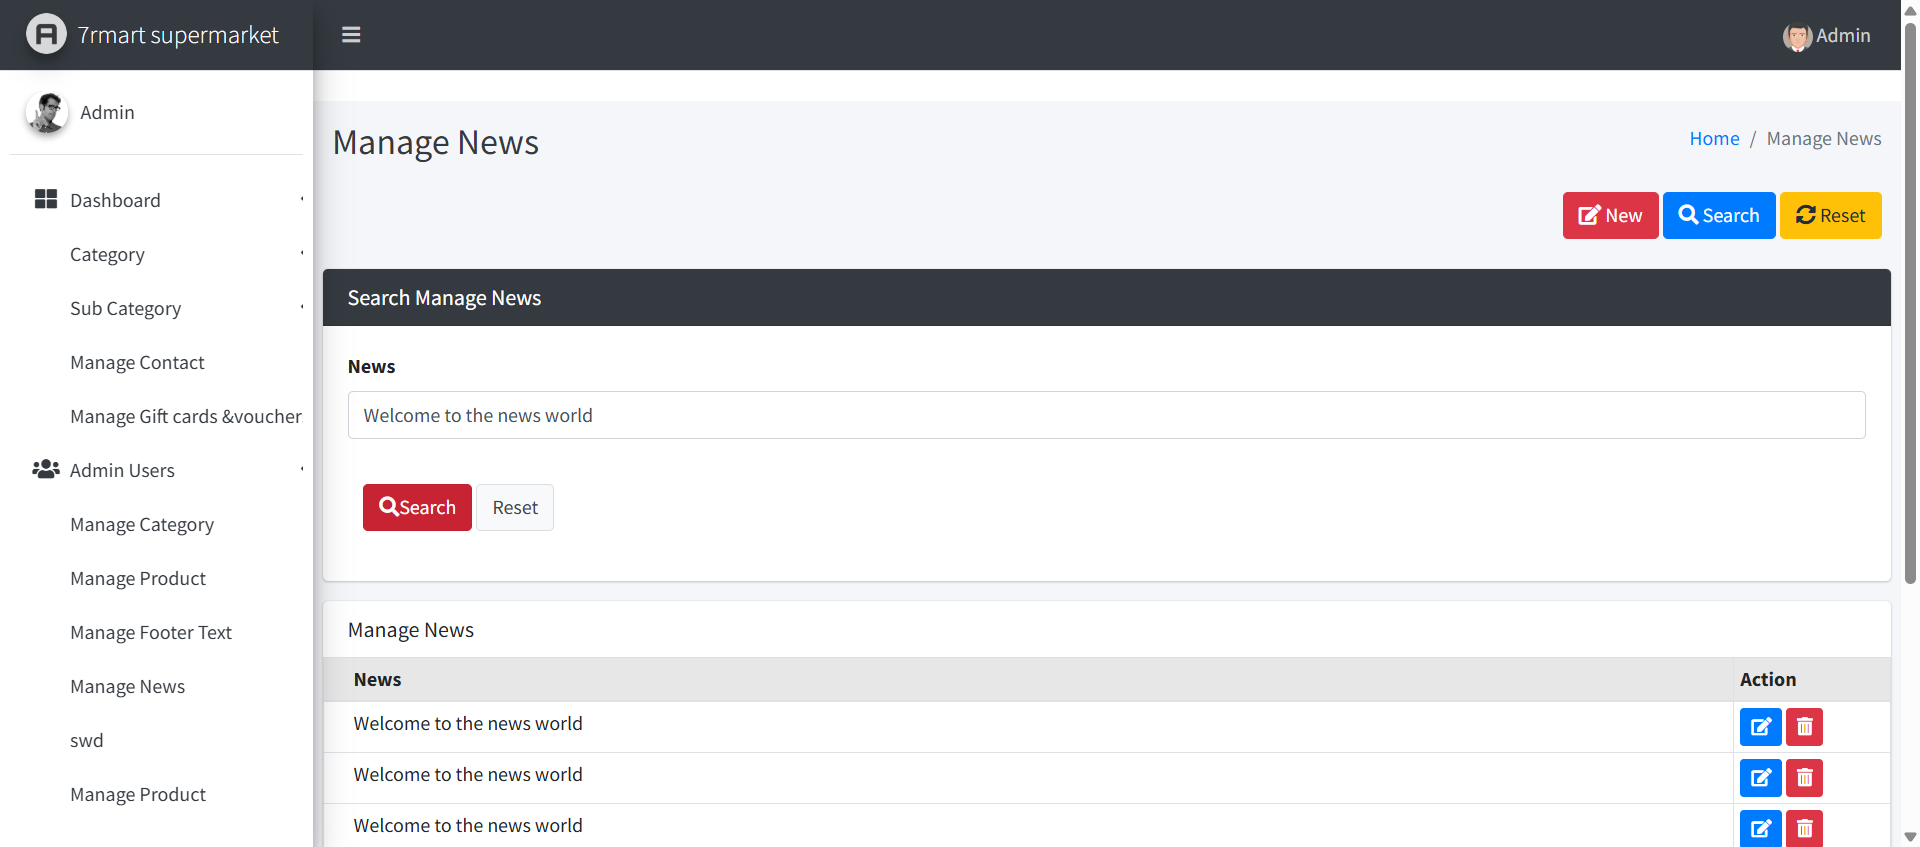 7rmart supermarket
Admin
Admin
Manage News
Home / Manage News
Dashboard
Category
Sub Category
Manage Contact
Manage Gift cards &voucher
Admin Users
Manage Category
Manage Product
Manage Footer Text
Manage News
swd
Manage Product
New
Search
Reset
Search Manage News
News
Welcome to the news world
Search
Reset
Manage News
News Action
Welcome to the news world
Welcome to the news world
Welcome to the news world